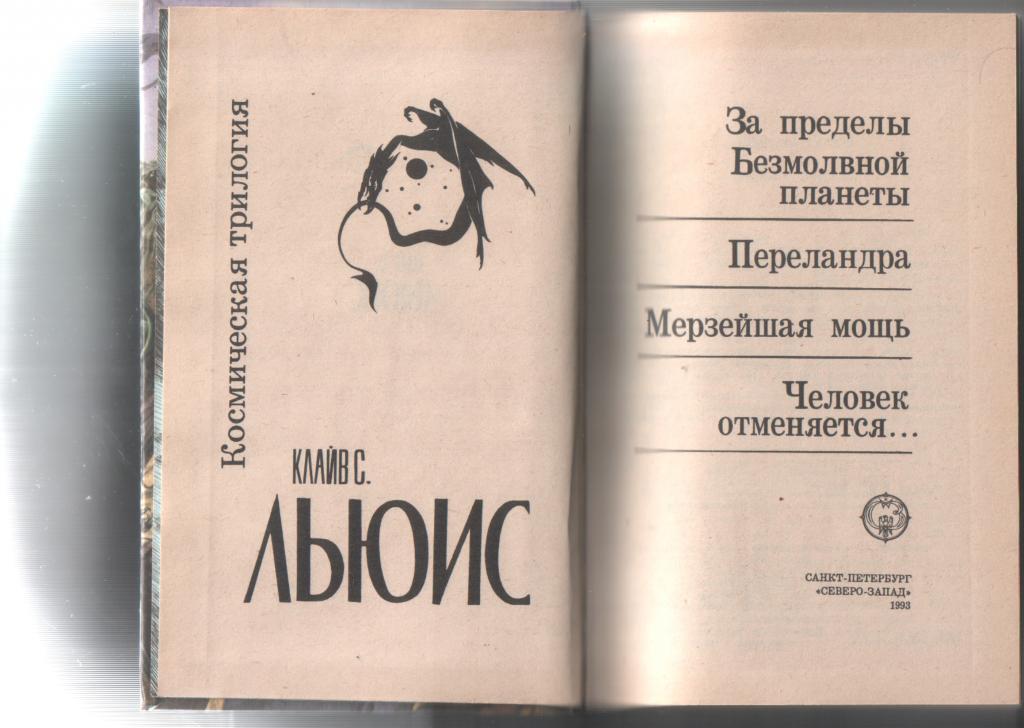 Космическая трилогия
КЛАЙВ С.
ЛЬЮИС
За пределы
Безмолвной
планеты
Переландра
Мерзейшая мощь
Человек
отменяется...
САНКТ-ПЕТЕРБУРГ
«СЕВЕРО-ЗАПАД»
1993